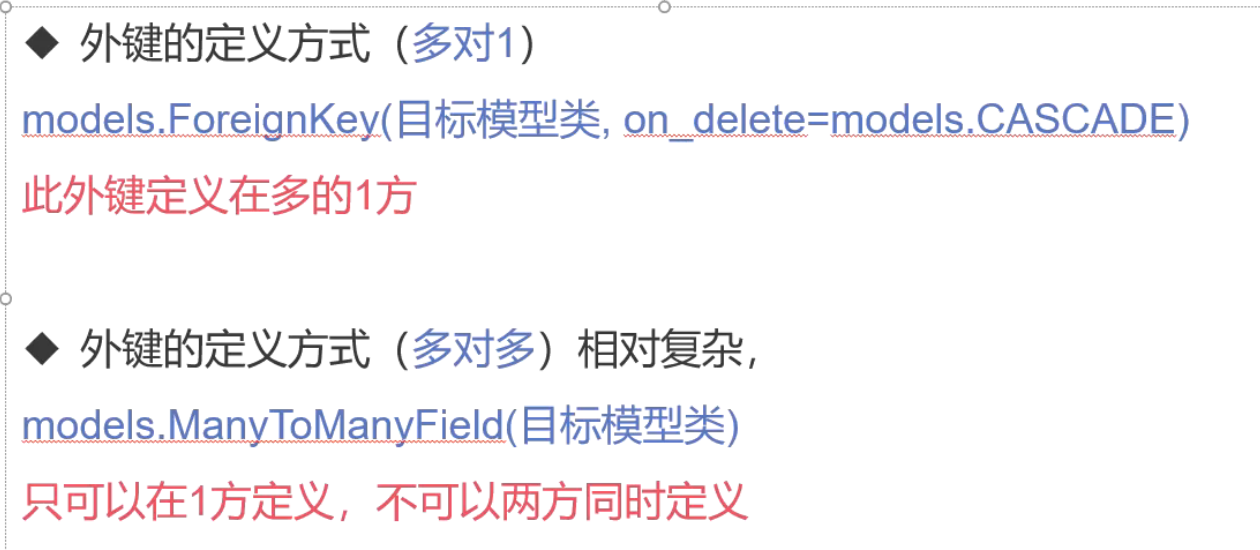 ◆ 外键的定义方式（多对1）
models.ForeignKey(目标模型类, on_delete=models.CASCADE)
此外键定义在多的1方
◆ 外键的定义方式（多对多）相对复杂，
models.ManyToManyField(目标模型类)
只可以在1方定义，不可以两方同时定义